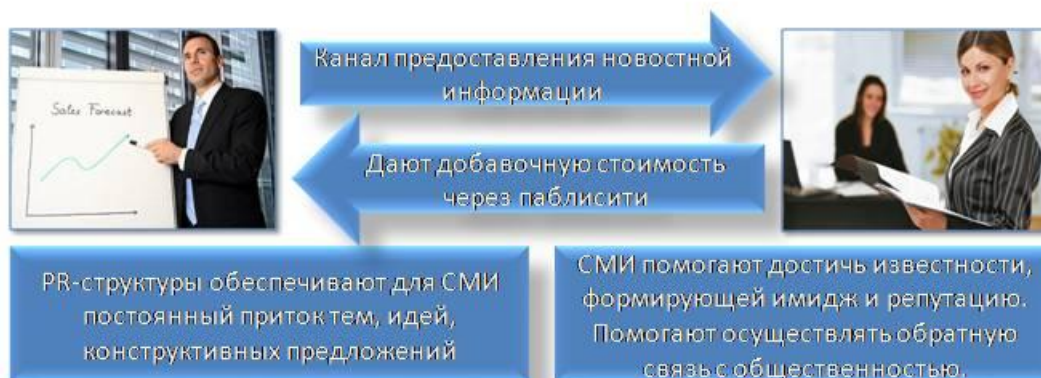 Канал предоставления новостной
информации
Sales Forecast
Дают добавочную стоимость
через паблисити
PR-структуры обеспечивают для СМИ
постоянный приток тем, идей,
конструктивных предложений
СМИ помогают достичь известности,
формирующей имидж и репутацию.
Помогают осуществлять обратную
связь с общественностью.